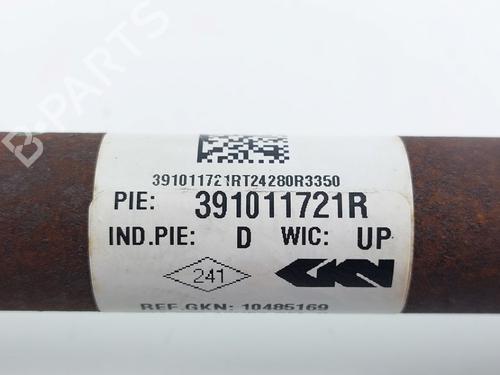 B-PARTS
391011721RT24280R3350
PIE: 391011721R
IND.PIE: D WIC: UP
241 GKN
REF.GKN: 10485169